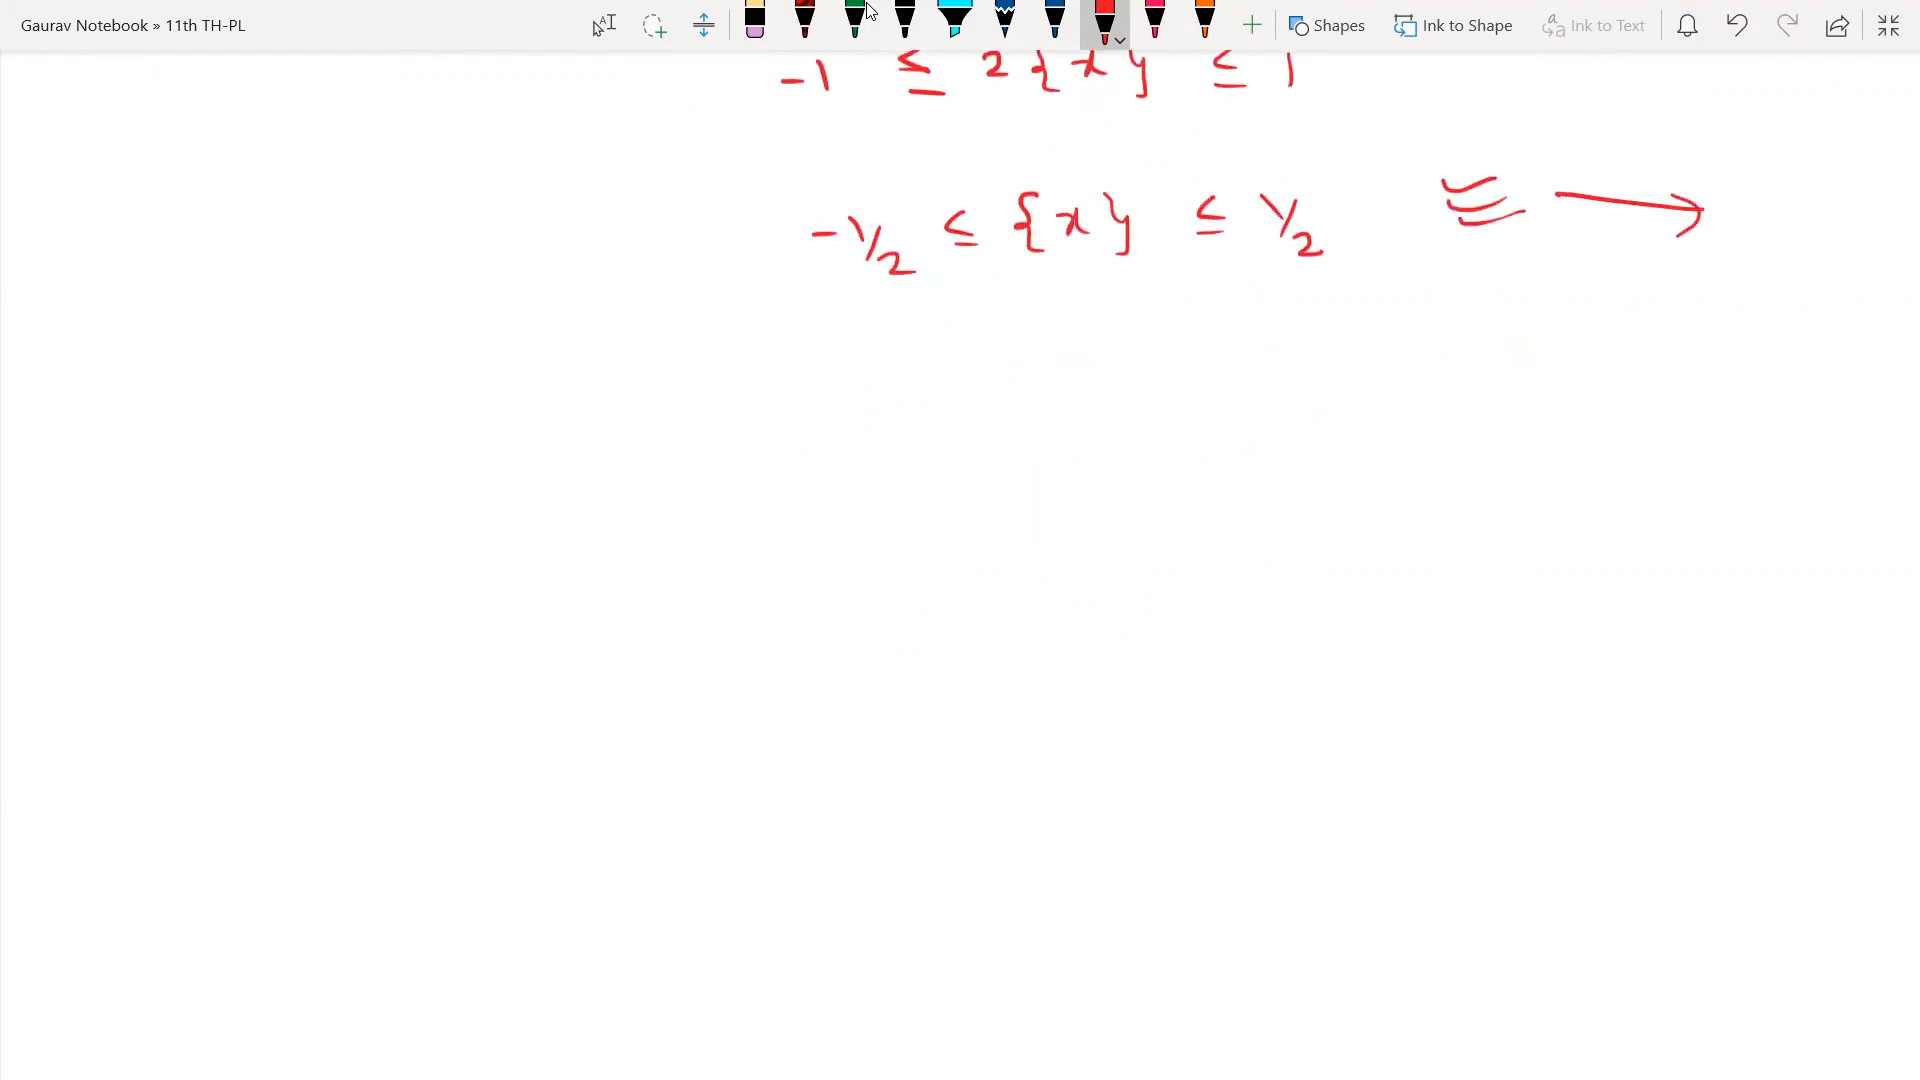 Gaurav Notebook » 11th TH-PL
Shapes
Ink to Shape
Ink to Text
-1 ≤ 2{x} ≤ 1
-1/2 ≤ {x} ≤ 1/2